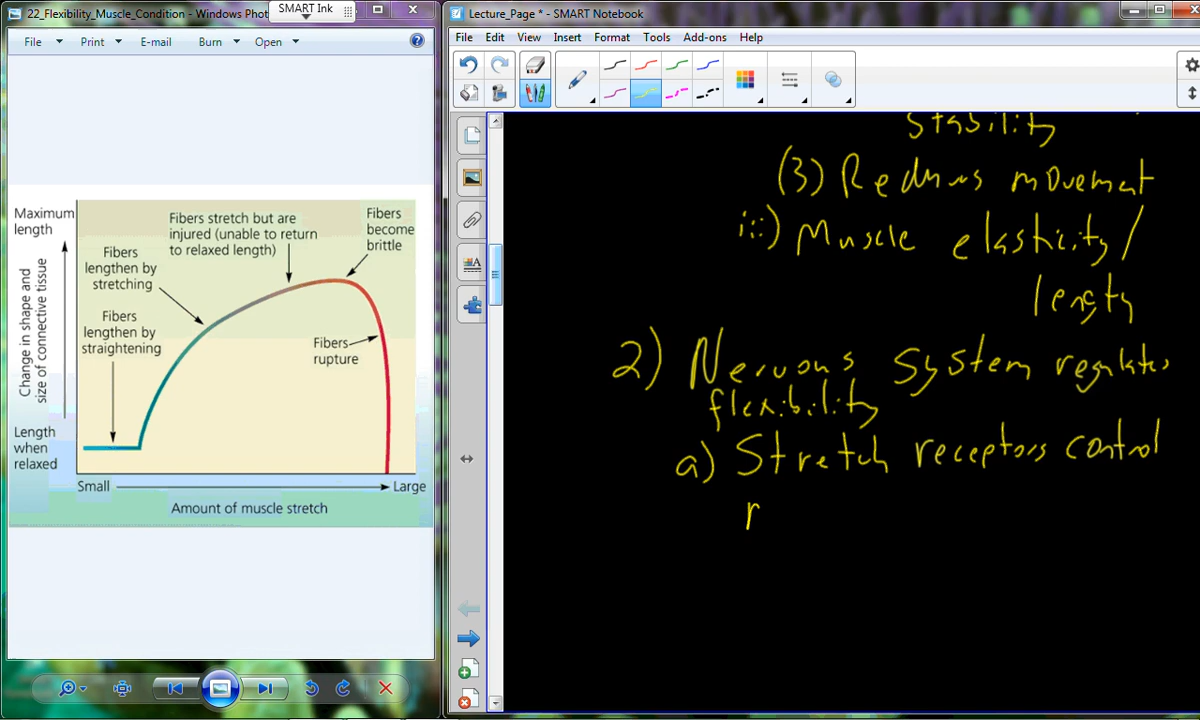 22_Flexibility_Muscle_Condition - Windows Phot
SMART Ink
File Print E-mail Burn Open
Maximum length
Change in shape and size of connective tissue
Length when relaxed
Fibers lengthen by straightening
Fibers lengthen by stretching
Fibers stretch but are injured (unable to return to relaxed length)
Fibers become brittle
Fibers rupture
Small Large
Amount of muscle stretch
Lecture_Page * - SMART Notebook
File Edit View Insert Format Tools Add-ons Help
stability
(3) Reduces movement
iii) Muscle elasticity/
length
2) Nervous system regulates
flexibility
a) Stretch receptors control
r